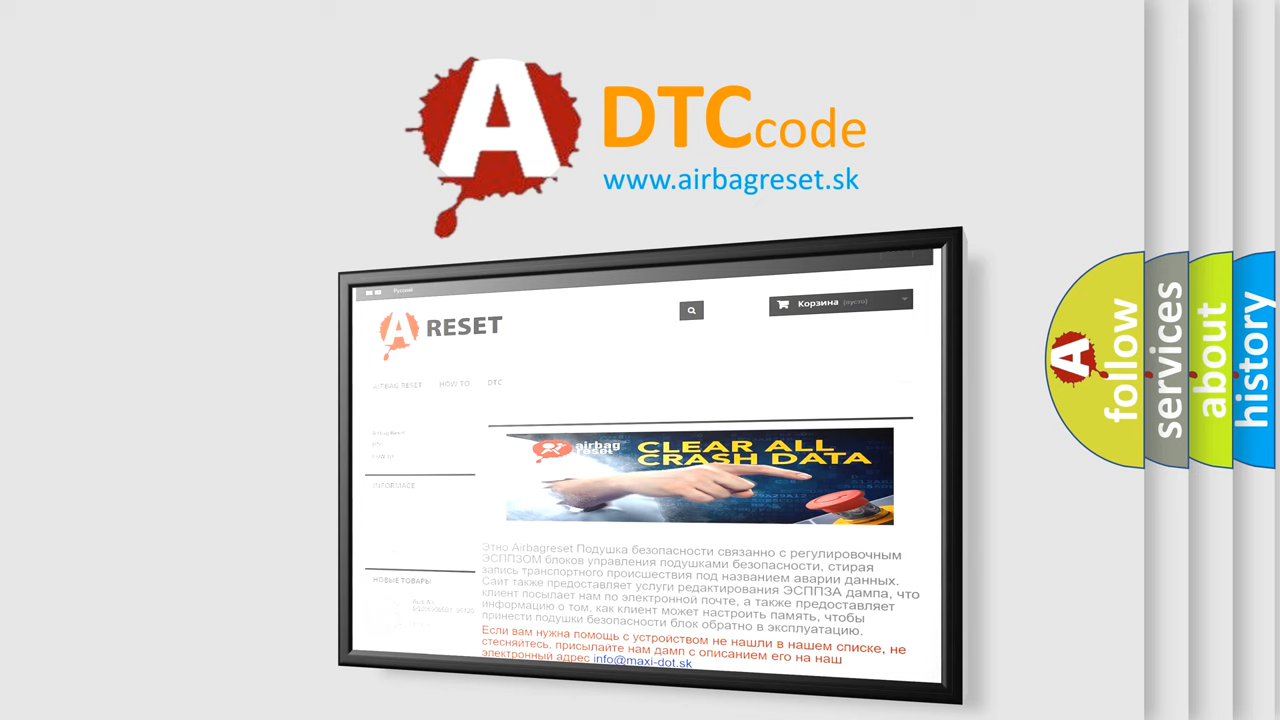 A DTC code
www.airbagreset.sk
Русский
Корзина (пусто)
A RESET
AIRBAG RESET HOW TO DTC
airbag reset
CLEAR ALL
CRASH DATA
INFORMACE
НОВЫЕ ТОВАРЫ
Этно Airbagreset Подушка безопасности связанно с регулировочным
ЭСППЗОМ блоков управления подушками безопасности, стирая
запись транспортного происшествия под названием аварии данных.
Сайт также предоставляет услуги редактирования ЭСППЗА дампа, что
клиент посылает нам по электронной почте, а также предоставляет
информацию о том, как клиент может настроить память, чтобы
принести подушки безопасности блок обратно в эксплуатацию.
Если вам нужна помощь с устройством не нашли в нашем списке, не
стесняйтесь, присылайте нам дамп с описанием его на наш
электронный адрес info@maxi-dot.sk
A follow
services
about
history